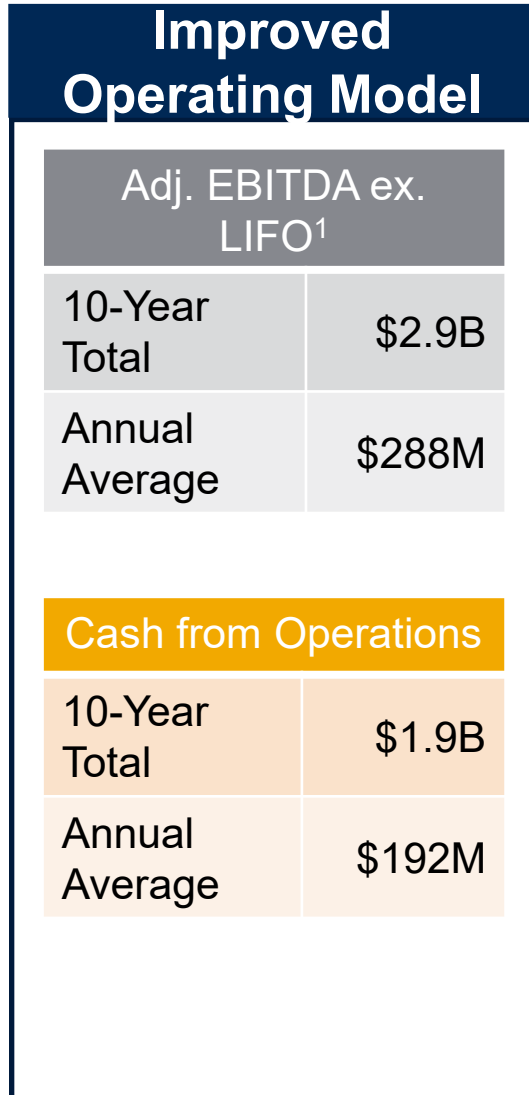 Improved
Operating Model
Adj. EBITDA ex.
LIFO1
10-Year
Total
$2.9B
Annual
Average
$288M
Cash from Operations
10-Year
Total
$1.9B
Annual
Average
$192M